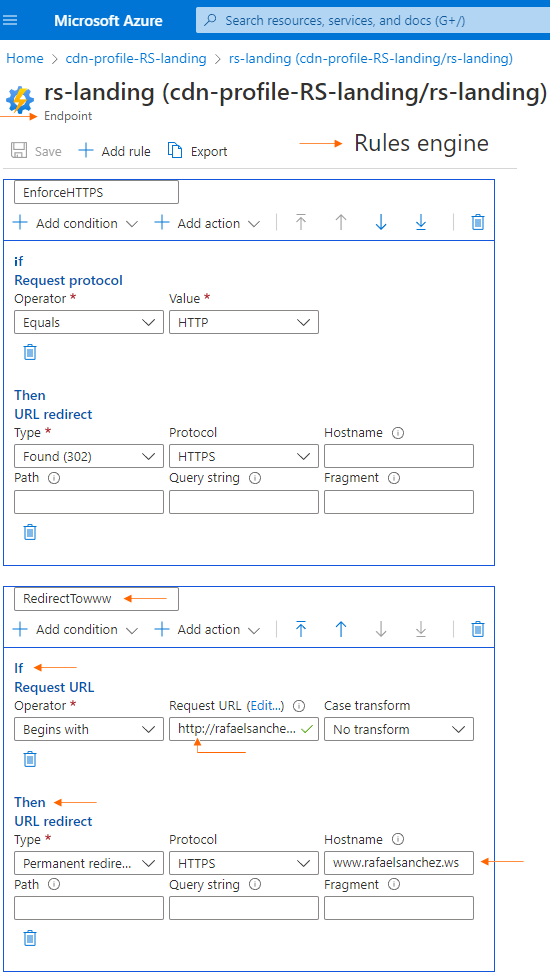 Microsoft Azure
Search resources, services, and docs (G+/)
Home > cdn-profile-RS-landing > rs-landing (cdn-profile-RS-landing/rs-landing)
rs-landing (cdn-profile-RS-landing/rs-landing)
Endpoint
Save Add rule Export Rules engine
EnforceHTTPS
Add condition Add action
if
Request protocol
Operator * Value *
Equals HTTP
Then
URL redirect
Type * Protocol Hostname
Found (302) HTTPS
Path Query string Fragment
RedirectTowww
Add condition Add action
If
Request URL
Operator * Request URL (Edit...) Case transform
Begins with http://rafaelsanche... No transform
Then
URL redirect
Type * Protocol Hostname
Permanent redire... HTTPS www.rafaelsanchez.ws
Path Query string Fragment